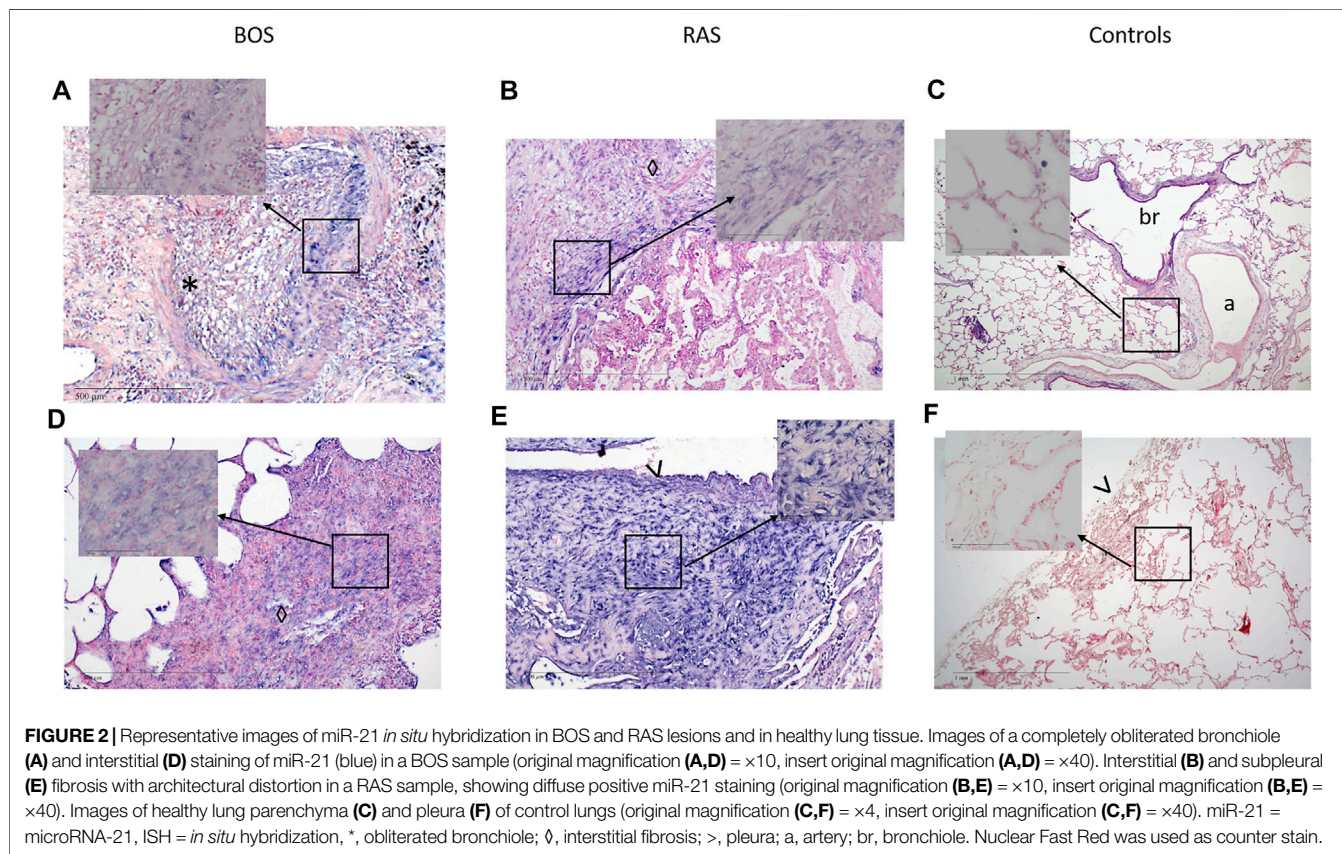 BOS
RAS
Controls
A
B
C
*
◊
br
a
500 µm
1 mm
D
E
F
◊
>
>
1 mm
FIGURE 2 | Representative images of miR-21 in situ hybridization in BOS and RAS lesions and in healthy lung tissue. Images of a completely obliterated bronchiole
(A) and interstitial (D) staining of miR-21 (blue) in a BOS sample (original magnification (A,D) = ×10, insert original magnification (A,D) = ×40). Interstitial (B) and subpleural
(E) fibrosis with architectural distortion in a RAS sample, showing diffuse positive miR-21 staining (original magnification (B,E) = ×10, insert original magnification (B,E) =
×40). Images of healthy lung parenchyma (C) and pleura (F) of control lungs (original magnification (C,F) = ×4, insert original magnification (C,F) = ×40). miR-21 =
microRNA-21, ISH = in situ hybridization, *, obliterated bronchiole; ◊, interstitial fibrosis; >, pleura; a, artery; br, bronchiole. Nuclear Fast Red was used as counter stain.